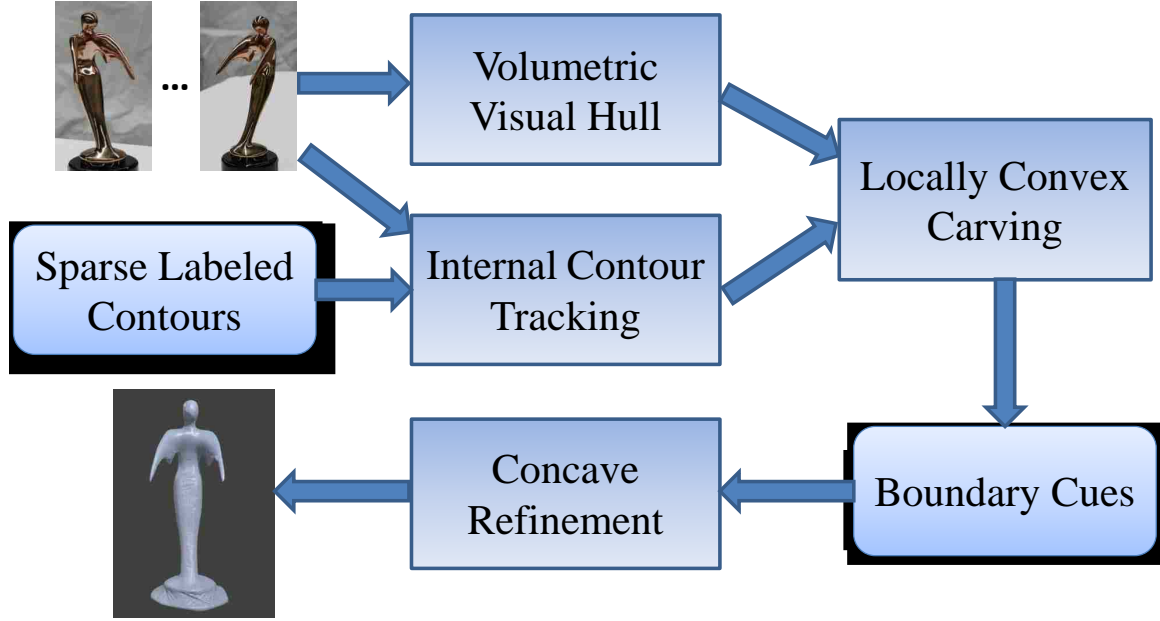 ...
Volumetric
Visual Hull
Locally Convex
Carving
Sparse Labeled
Contours
Internal Contour
Tracking
Concave
Refinement
Boundary Cues